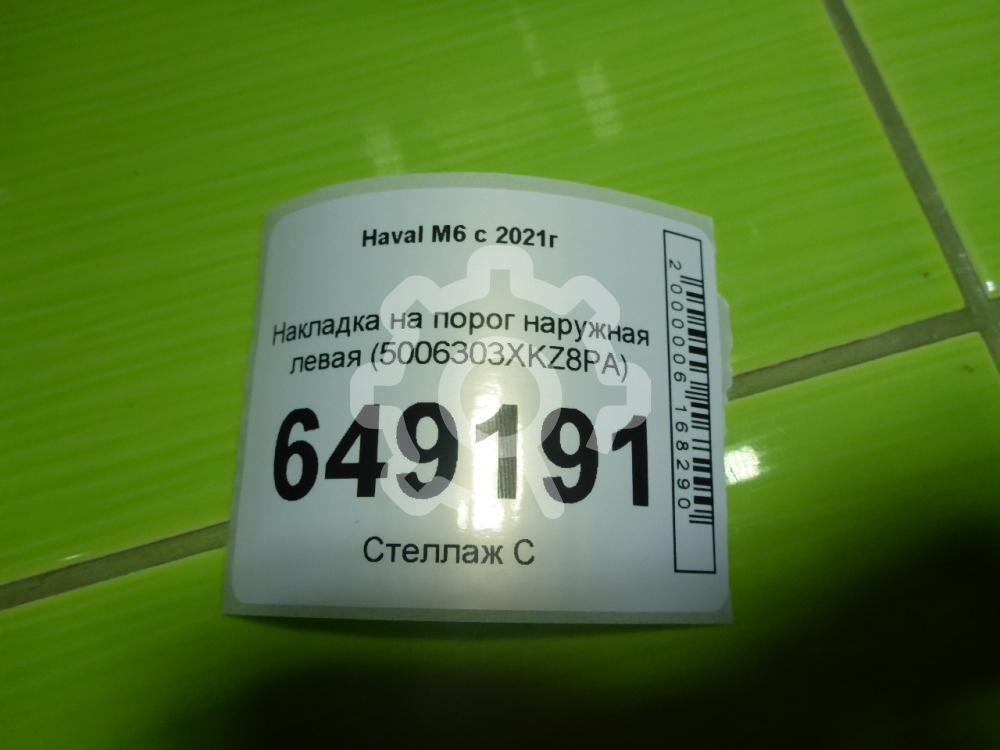 Haval M6 с 2021г
Накладка на порог наружная
левая (5006303XKZ8PA)
649191
Стеллаж С
2000006168290